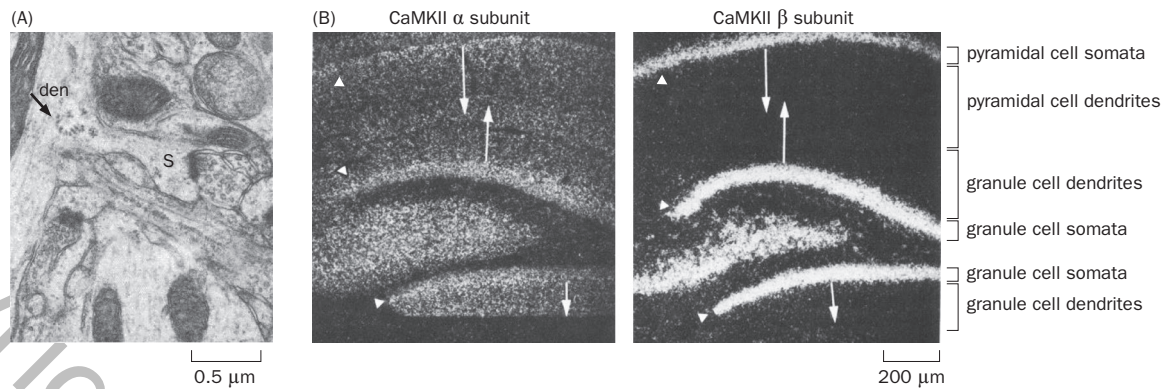 (A)
(B)
CaMKII α subunit
CaMKII β subunit
den
S
pyramidal cell somata
pyramidal cell dendrites
granule cell dendrites
granule cell somata
granule cell somata
granule cell dendrites
0.5 μm
200 μm